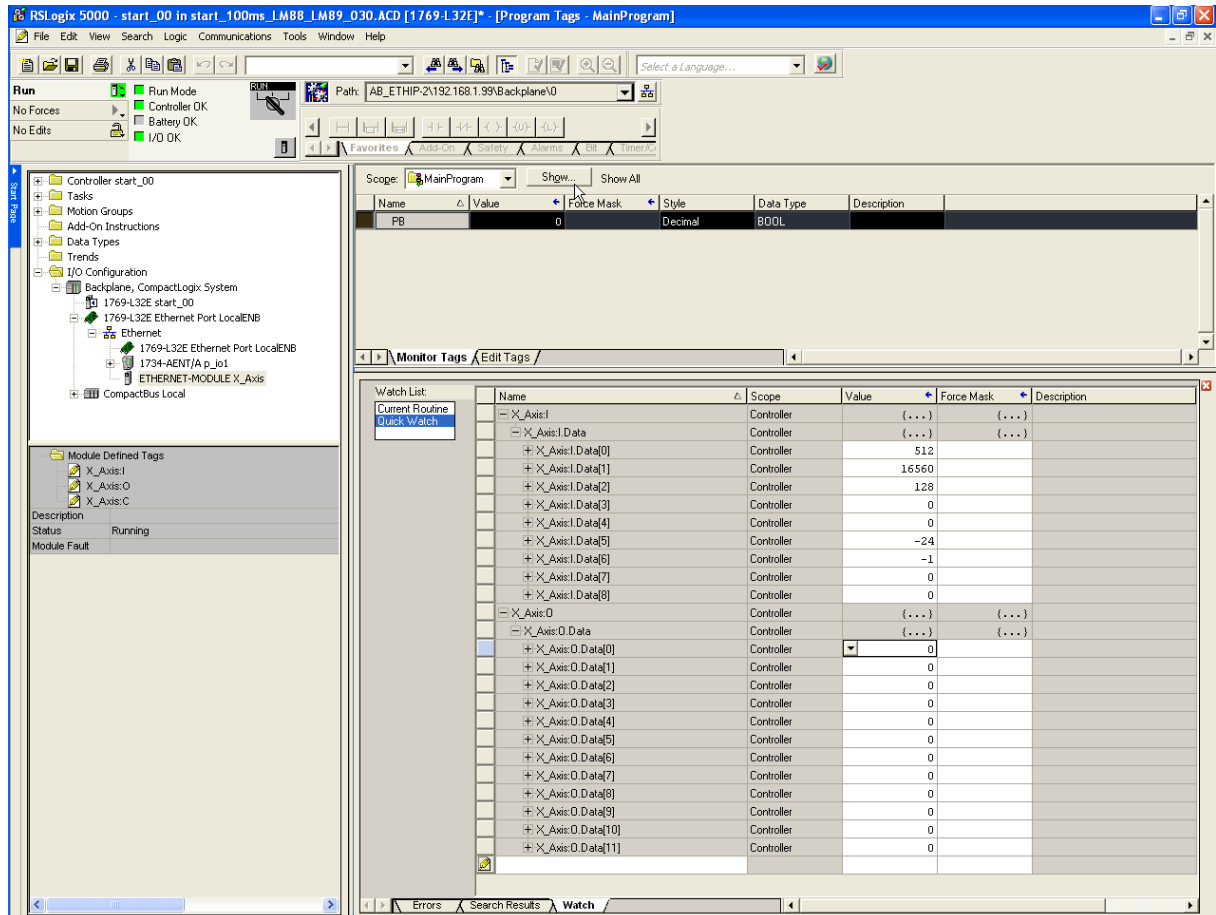 RSLogix 5000 - start_00 in start_100ms_LM88_LM89_030.ACD [1769-L32E]* - [Program Tags - MainProgram]
File Edit View Search Logic Communications Tools Window Help
Select a Language...
Run
Run Mode
RUN
Path: AB_ETHIP-2\192.168.1.99\Backplane\0
No Forces
Controller OK
Battery OK
No Edits
I/O OK
Favorites Add-On Safety Alarms Bit Timer/C
Start Page
Controller start_00
Tasks
Motion Groups
Add-On Instructions
Data Types
Trends
I/O Configuration
Backplane, CompactLogix System
1769-L32E start_00
1769-L32E Ethernet Port LocalENB
Ethernet
1769-L32E Ethernet Port LocalENB
1734-AENT/A p_io1
ETHERNET-MODULE X_Axis
CompactBus Local
Module Defined Tags
X_Axis:I
X_Axis:O
X_Axis:C
Description
Status Running
Module Fault
Scope: MainProgram Show... Show All
Name Value Force Mask Style Data Type Description
PB 0 Decimal BOOL
Monitor Tags Edit Tags
Watch List:
Current Routine
Quick Watch
Name Scope Value Force Mask Description
X_Axis:I Controller {...} {...}
X_Axis:I.Data Controller {...} {...}
X_Axis:I.Data[0] Controller 512
X_Axis:I.Data[1] Controller 16560
X_Axis:I.Data[2] Controller 128
X_Axis:I.Data[3] Controller 0
X_Axis:I.Data[4] Controller 0
X_Axis:I.Data[5] Controller -24
X_Axis:I.Data[6] Controller -1
X_Axis:I.Data[7] Controller 0
X_Axis:I.Data[8] Controller 0
X_Axis:O Controller {...} {...}
X_Axis:O.Data Controller {...} {...}
X_Axis:O.Data[0] Controller 0
X_Axis:O.Data[1] Controller 0
X_Axis:O.Data[2] Controller 0
X_Axis:O.Data[3] Controller 0
X_Axis:O.Data[4] Controller 0
X_Axis:O.Data[5] Controller 0
X_Axis:O.Data[6] Controller 0
X_Axis:O.Data[7] Controller 0
X_Axis:O.Data[8] Controller 0
X_Axis:O.Data[9] Controller 0
X_Axis:O.Data[10] Controller 0
X_Axis:O.Data[11] Controller 0
Errors Search Results Watch